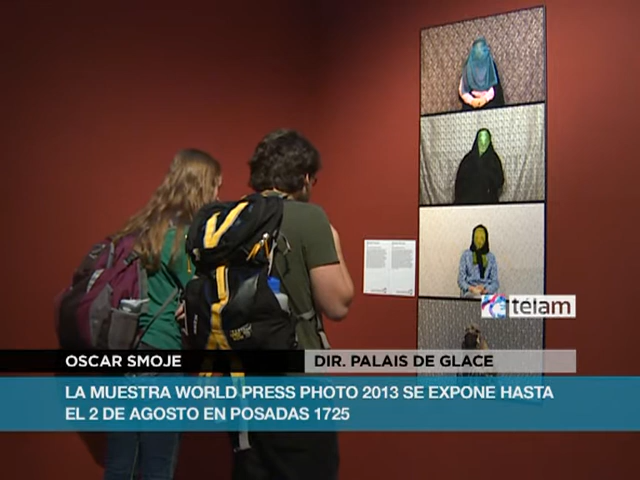 télam
OSCAR SMOJE DIR. PALAIS DE GLACE
LA MUESTRA WORLD PRESS PHOTO 2013 SE EXPONE HASTA
EL 2 DE AGOSTO EN POSADAS 1725